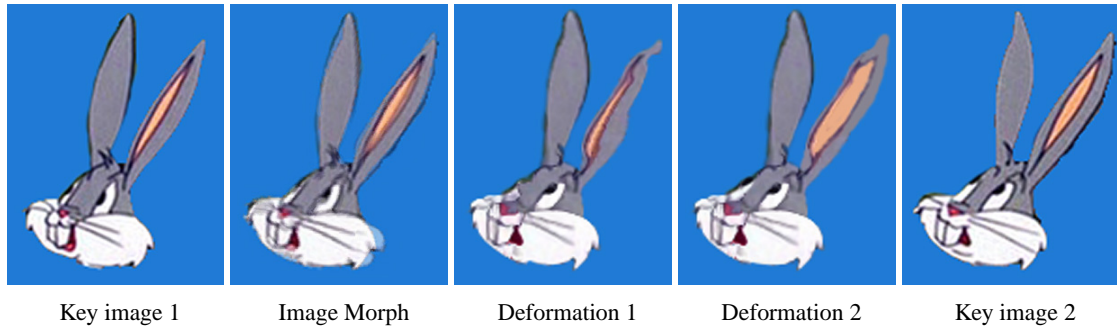 Key image 1
Image Morph
Deformation 1
Deformation 2
Key image 2